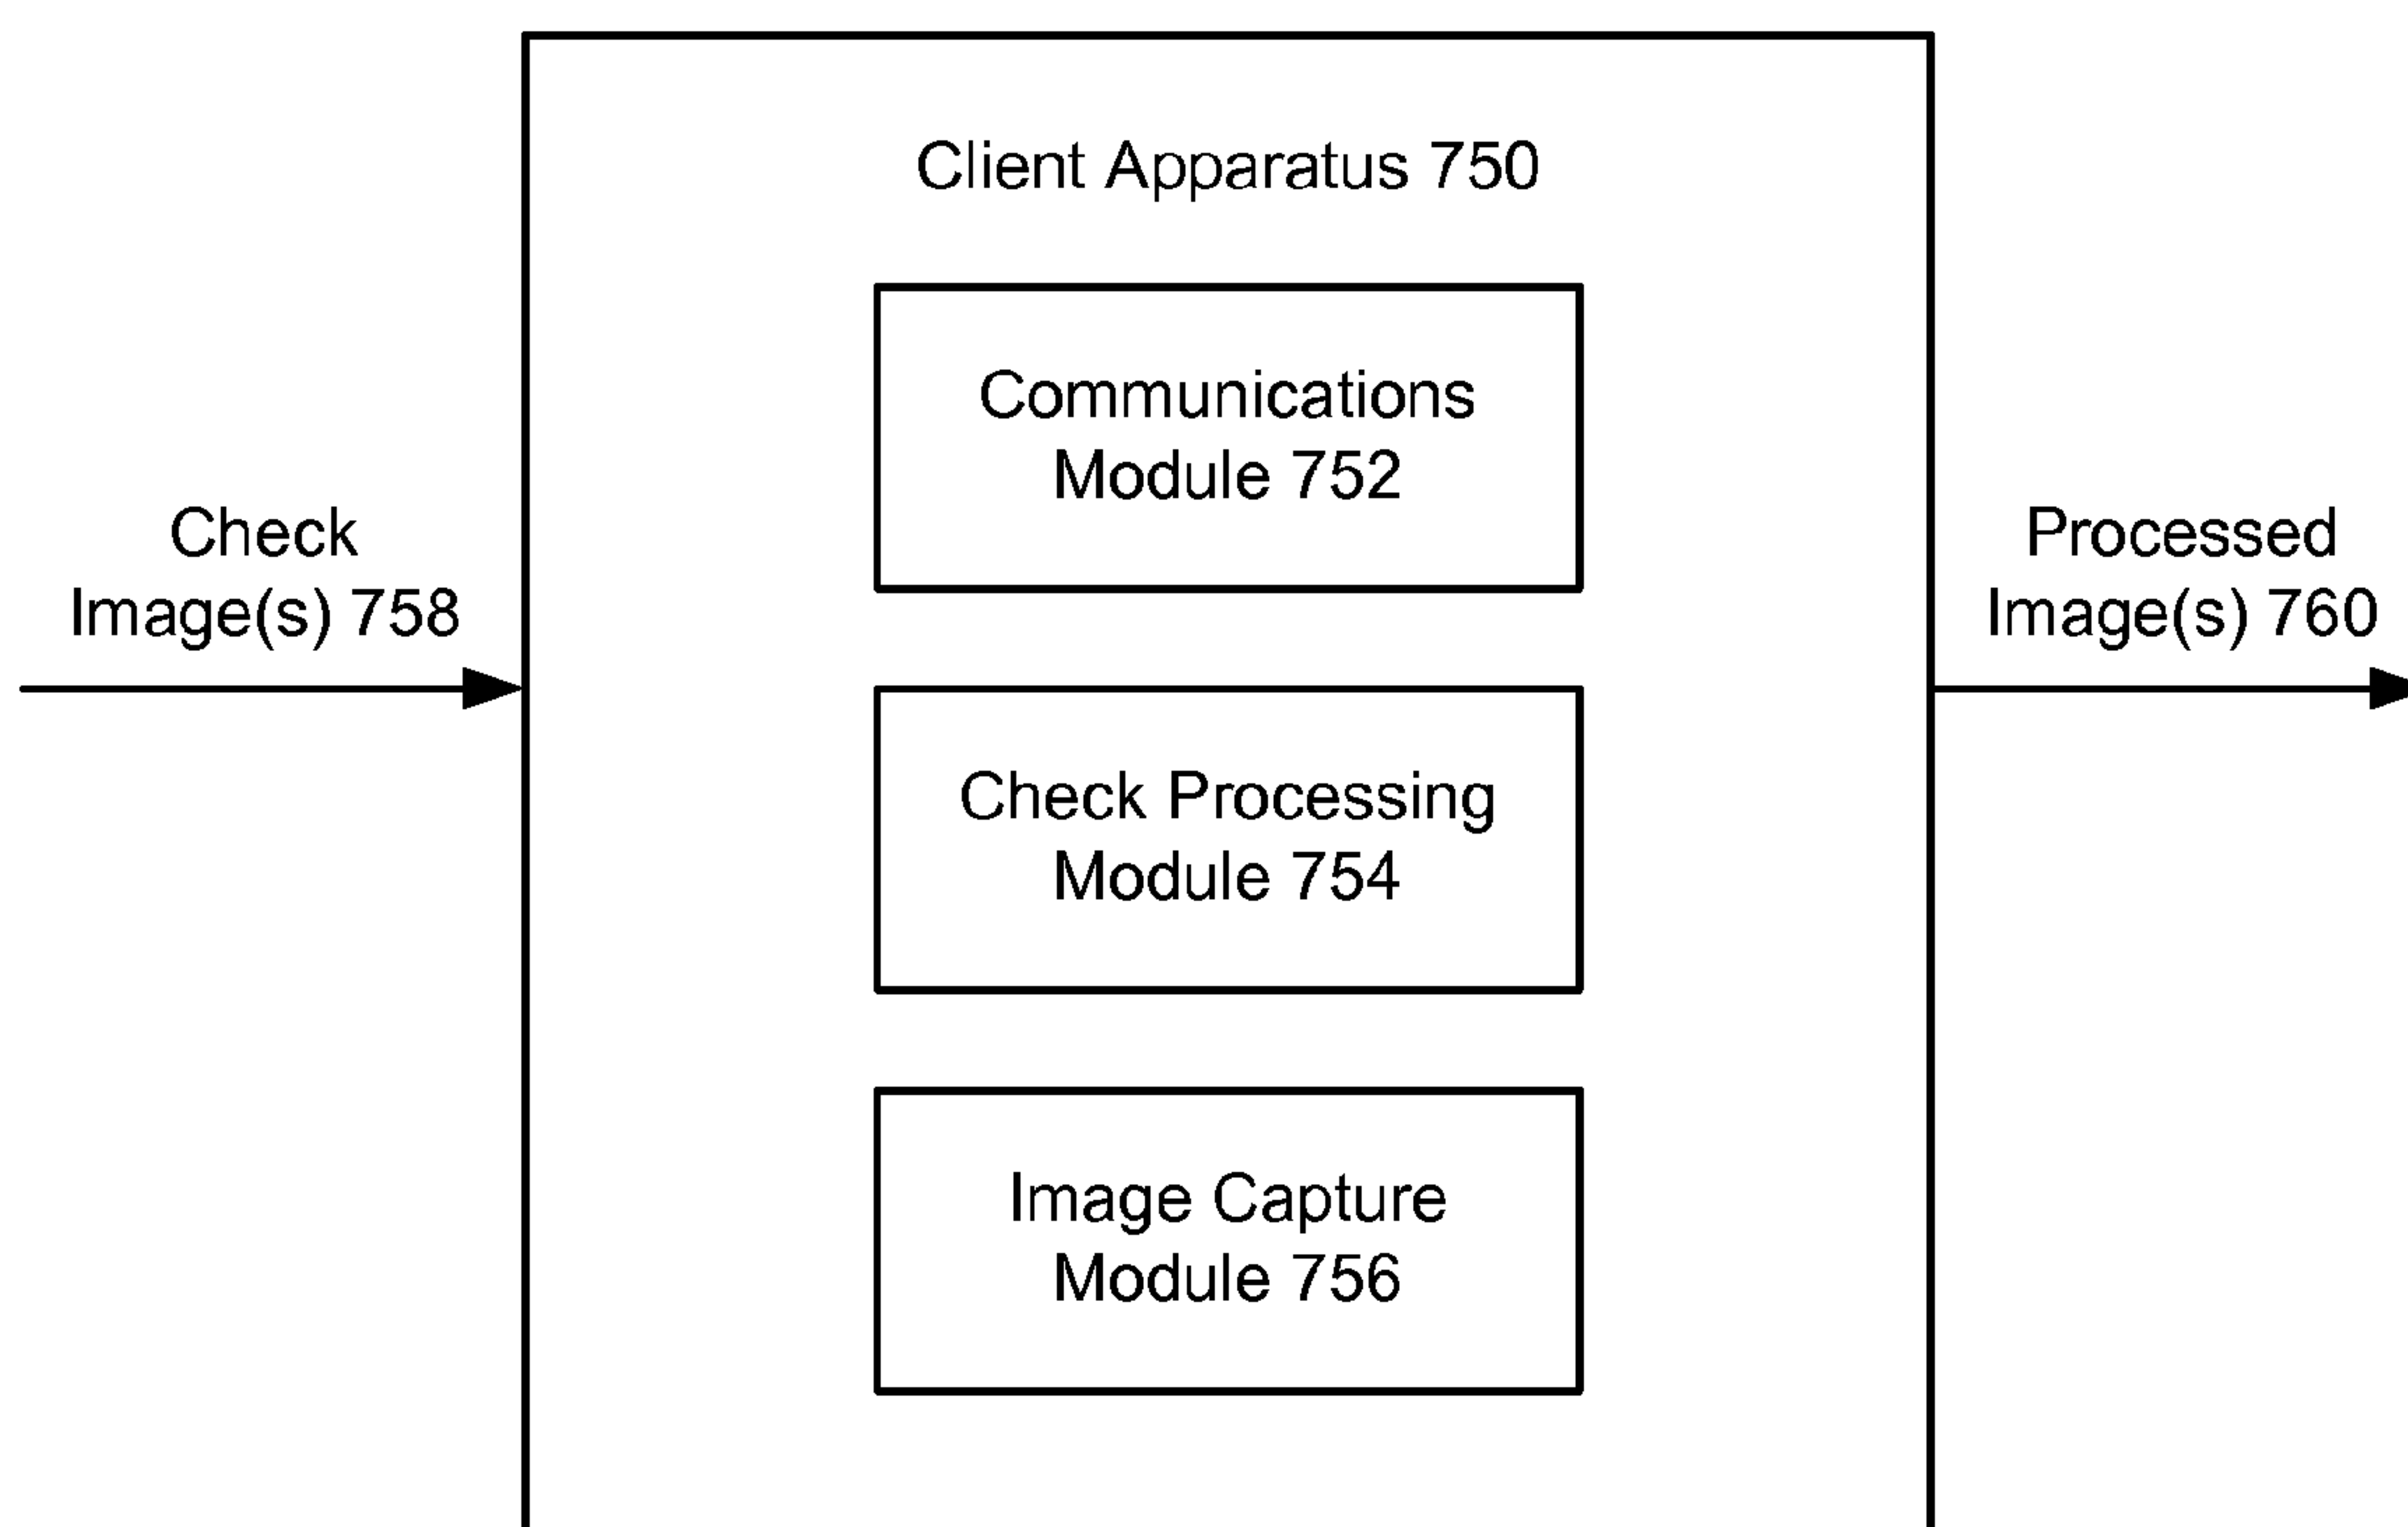 Client Apparatus 750
Communications
Module 752
Check
Image(s) 758
Processed
Image(s) 760
Check Processing
Module 754
Image Capture
Module 756